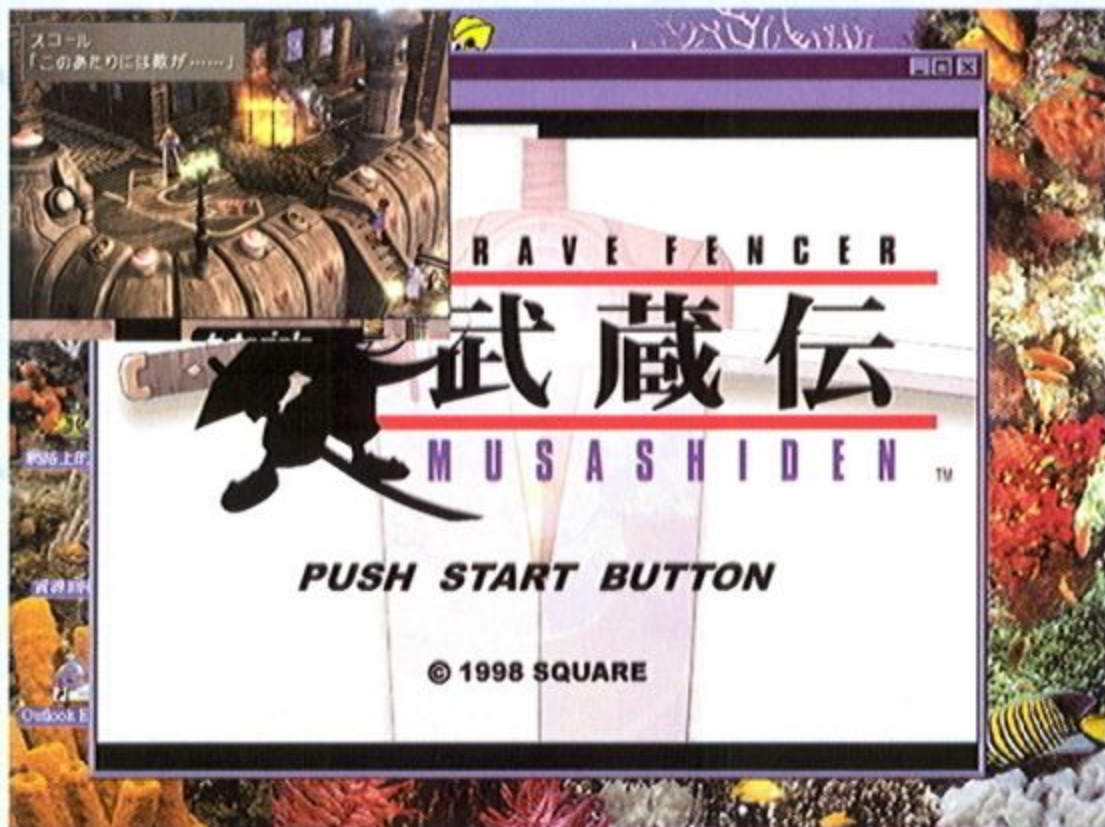 スコール
「このあたりには敵が……」
RAVE FENCER
武蔵伝
MUSASHIDEN ™
PUSH START BUTTON
© 1998 SQUARE
Outlook E